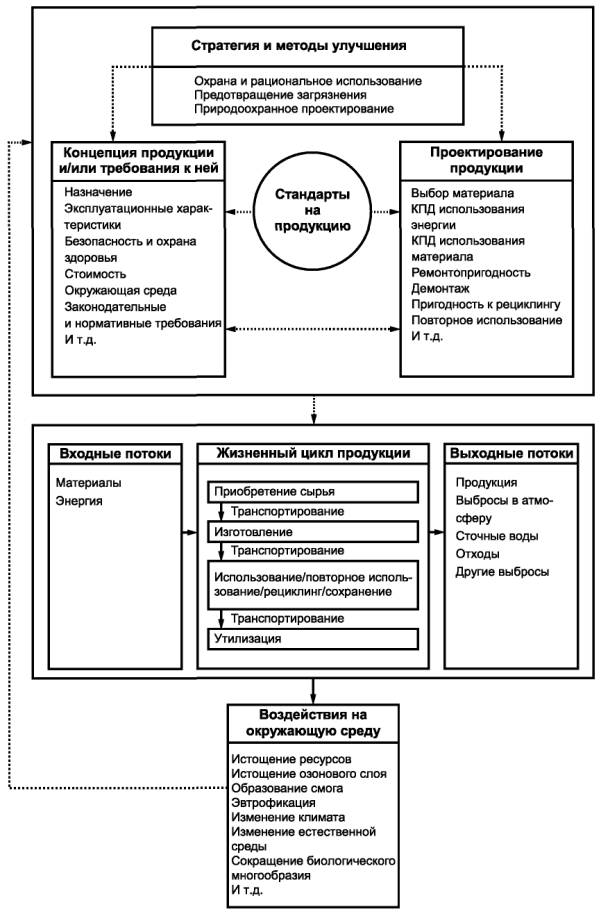 Стратегия и методы улучшения
Охрана и рациональное использование
Предотвращение загрязнения
Природоохранное проектирование
Концепция продукции
и/или требования к ней
Назначение
Эксплуатационные харак-
теристики
Безопасность и охрана
здоровья
Стоимость
Окружающая среда
Законодательные
и нормативные требования
И т.д.
Стандарты
на
продукцию
Проектирование
продукции
Выбор материала
КПД использования
энергии
КПД использования
материала
Ремонтопригодность
Демонтаж
Пригодность к рециклингу
Повторное использование
И т.д.
Входные потоки
Материалы
Энергия
Жизненный цикл продукции
Приобретение сырья
Транспортирование
Изготовление
Транспортирование
Использование/повторное исполь-
зование/рециклинг/сохранение
Транспортирование
Утилизация
Выходные потоки
Продукция
Выбросы в атмо-
сферу
Сточные воды
Отходы
Другие выбросы
Воздействия на
окружающую среду
Истощение ресурсов
Истощение озонового слоя
Образование смога
Эвтрофикация
Изменение климата
Изменение естественной
среды
Сокращение биологического
многообразия
И т.д.